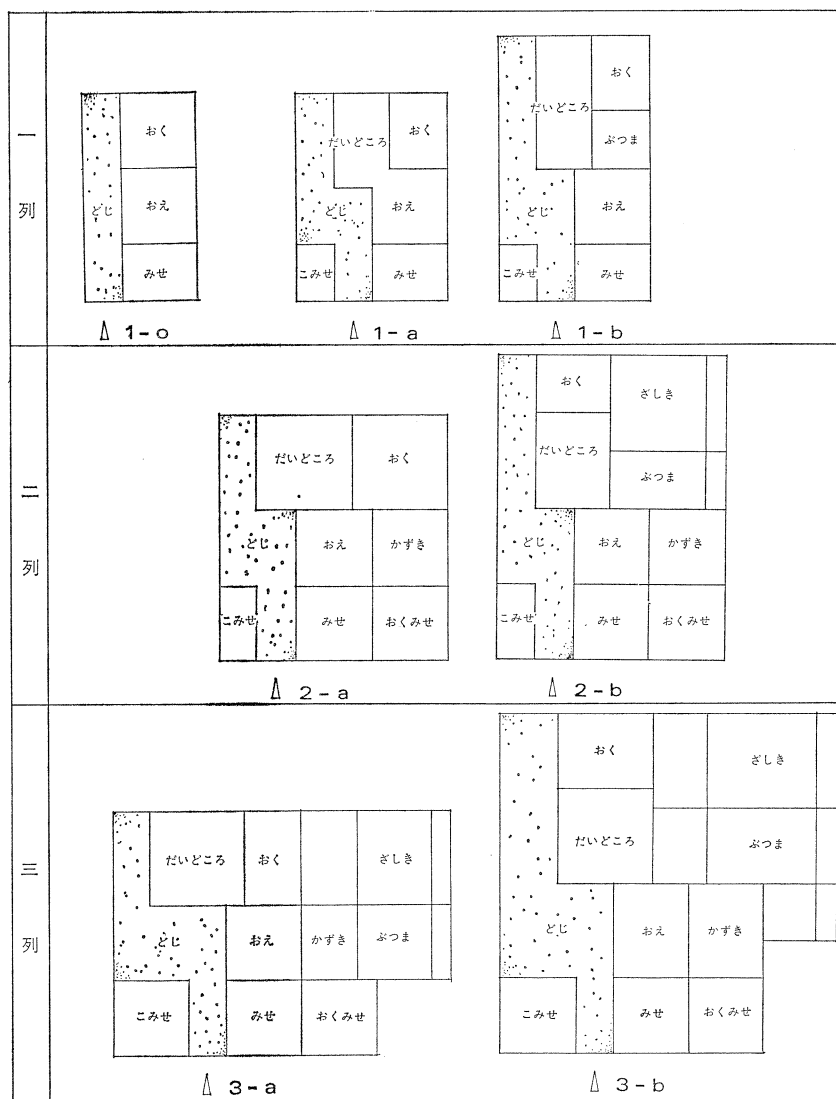 一列
おく
おえ
どじ
みせ
1-o
だいどころ
おく
おえ
どじ
こみせ
みせ
1-a
おく
だいどころ
ぶつま
どじ
おえ
こみせ
みせ
1-b
二列
だいどころ
おく
どじ
おえ
かずき
こみせ
みせ
おくみせ
2-a
おく
ざしき
だいどころ
ぶつま
どじ
おえ
かずき
こみせ
みせ
おくみせ
2-b
三列
だいどころ
おく
ざしき
どじ
おえ
かずき
ぶつま
こみせ
みせ
おくみせ
3-a
おく
ざしき
だいどころ
ぶつま
どじ
おえ
かずき
こみせ
みせ
おくみせ
3-b